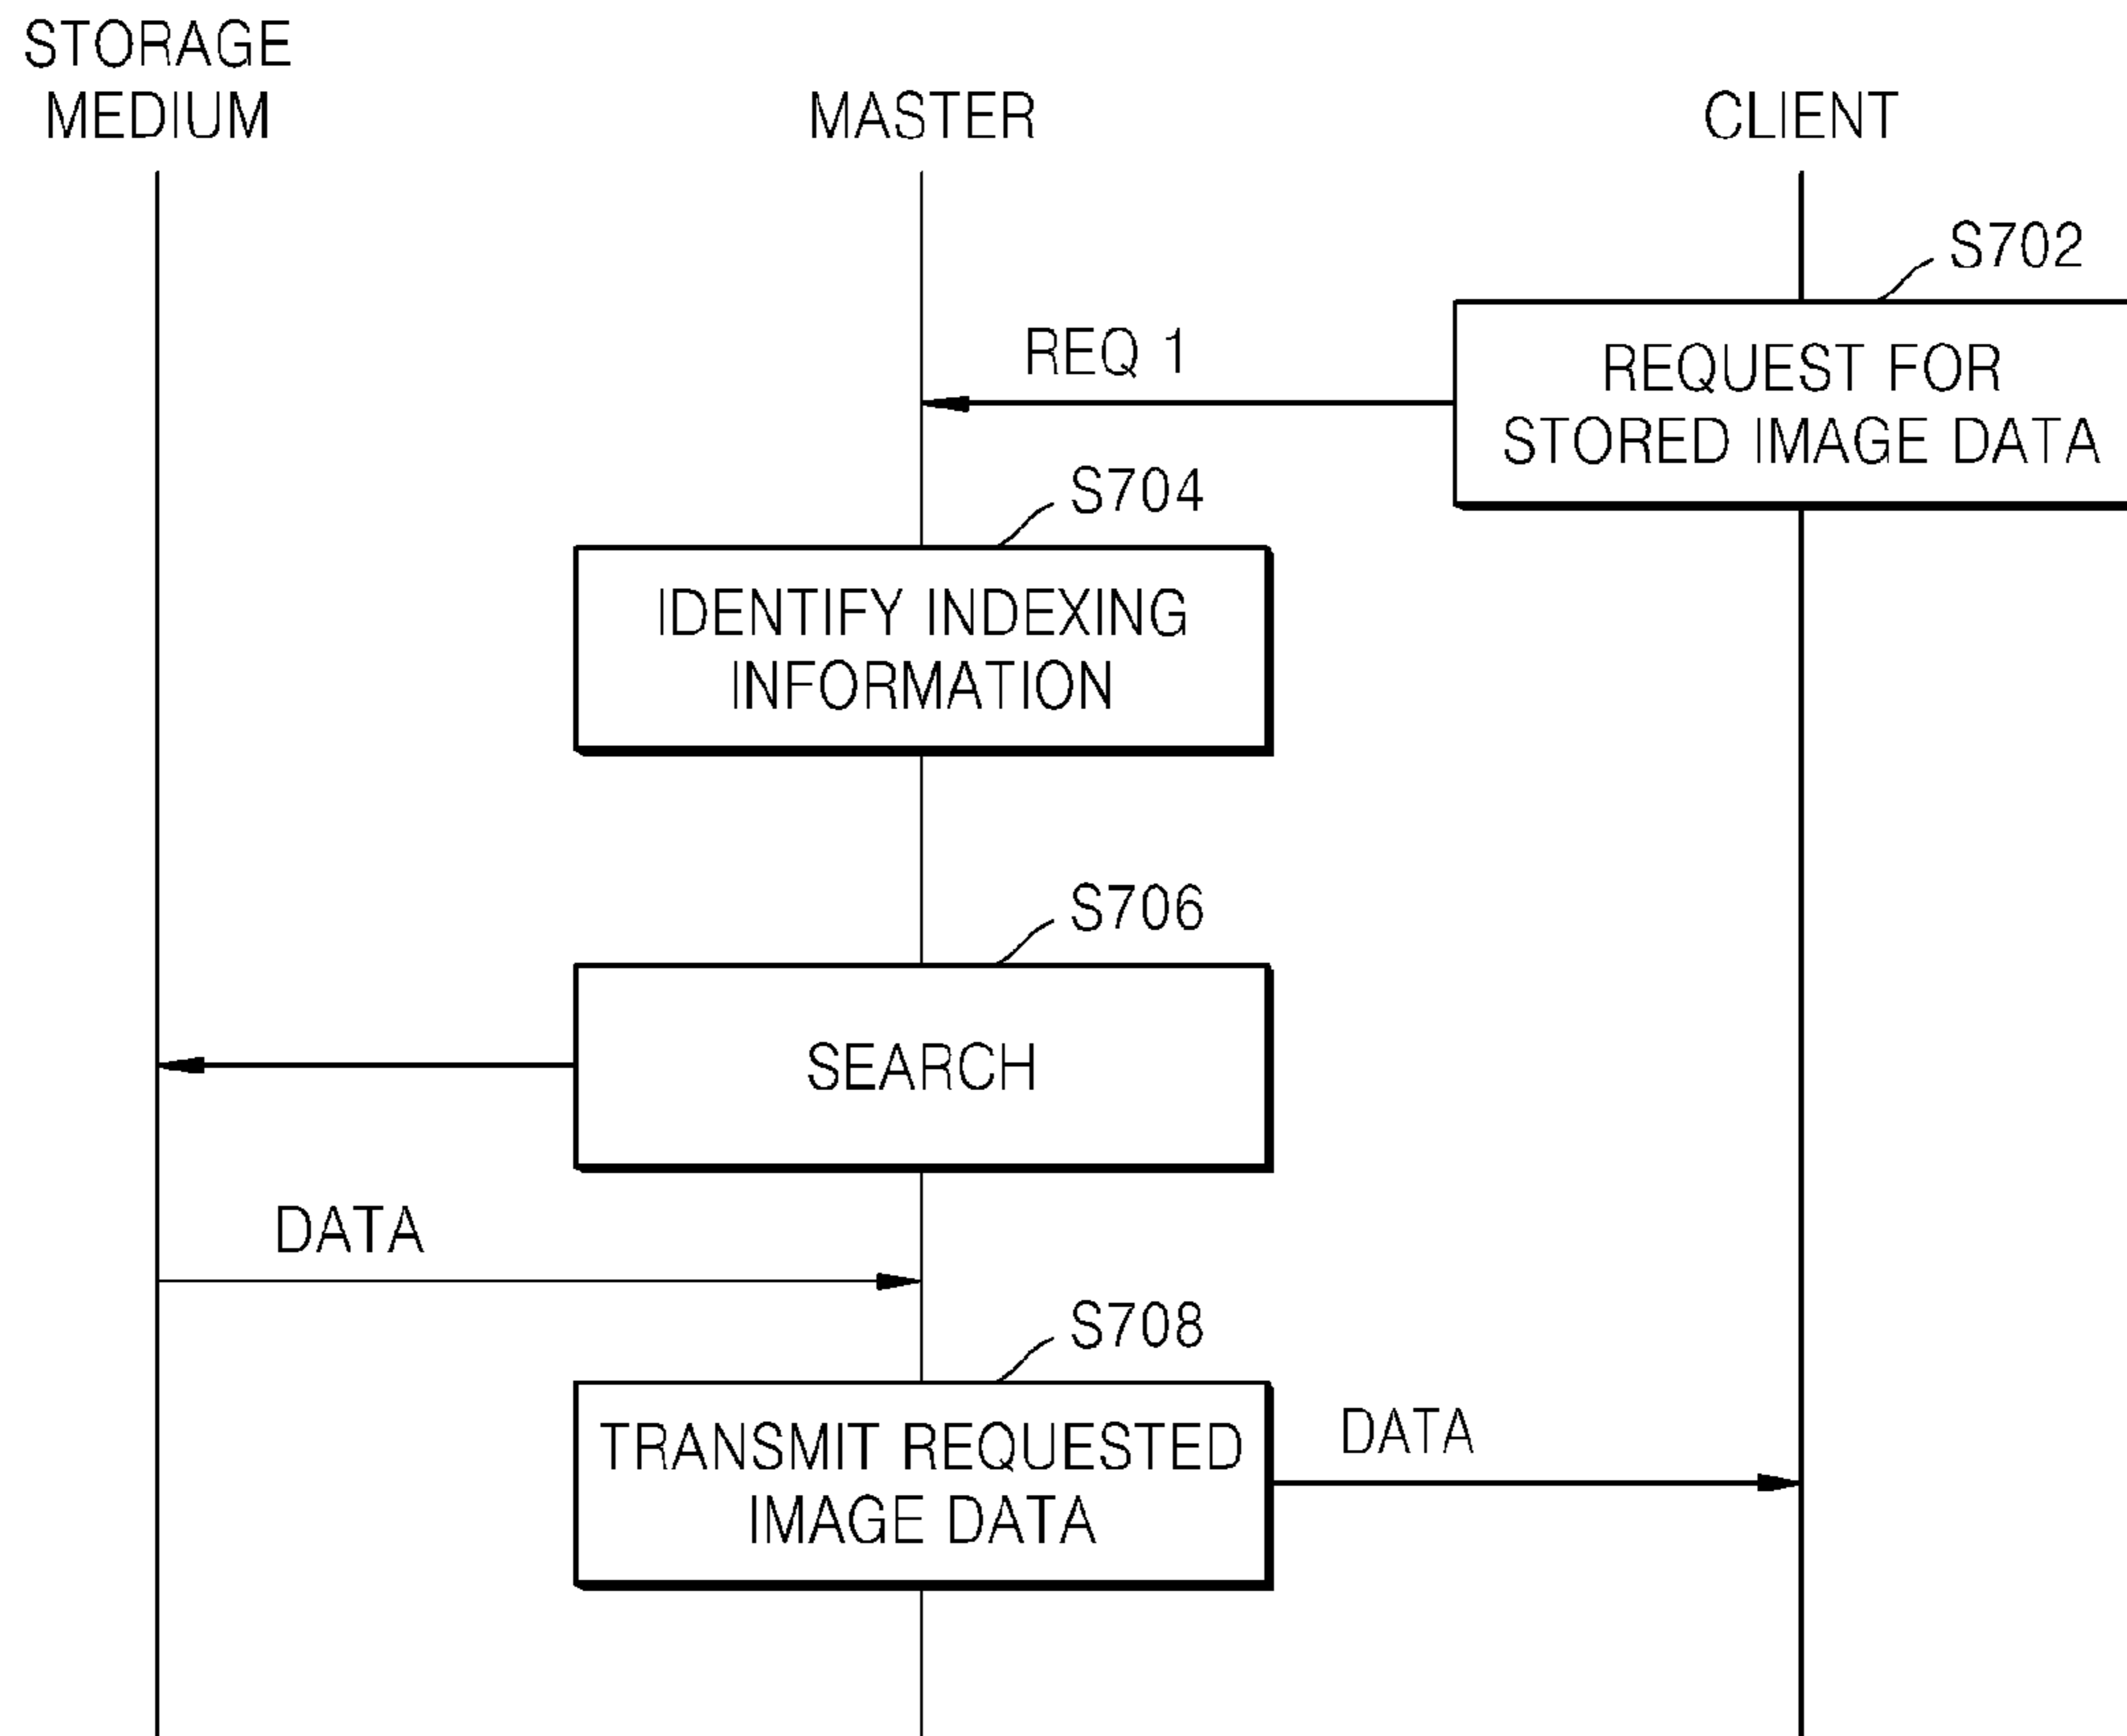 STORAGE
MEDIUM
MASTER
CLIENT
S702
REQ 1
REQUEST FOR
STORED IMAGE DATA
S704
IDENTIFY INDEXING
INFORMATION
S706
SEARCH
DATA
S708
TRANSMIT REQUESTED
IMAGE DATA
DATA